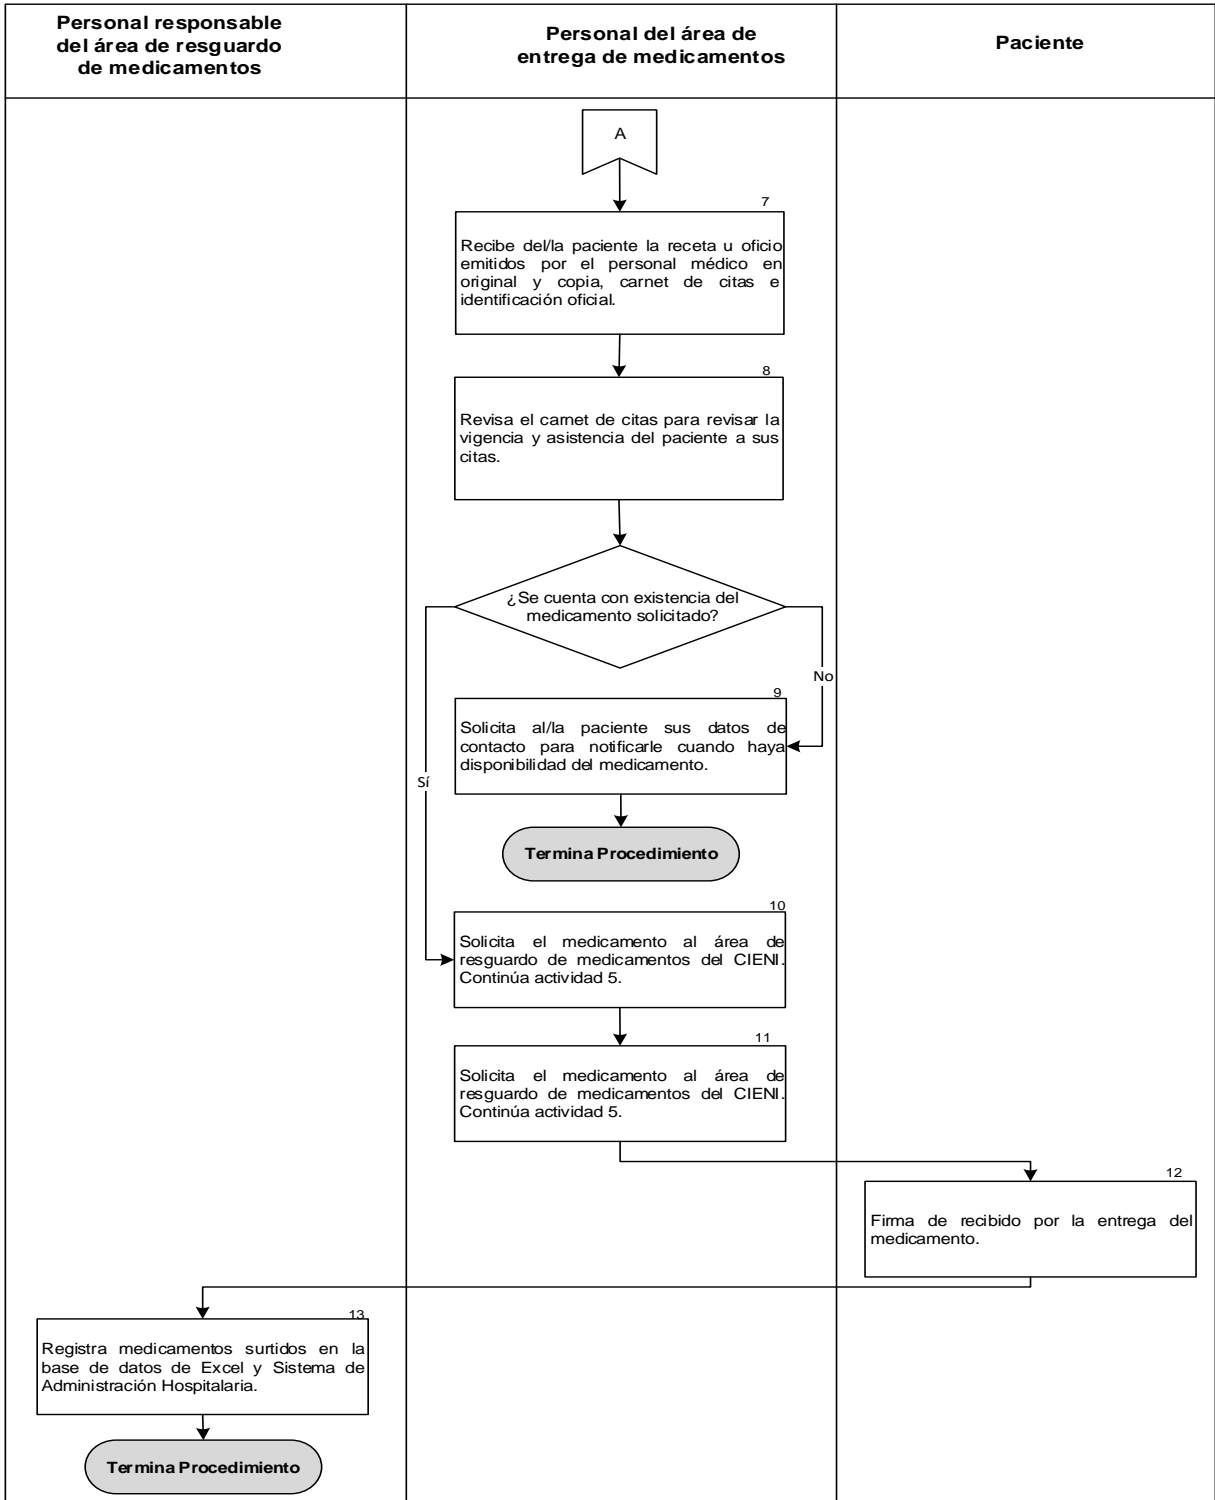 Personal responsable
del área de resguardo
de medicamentos
Personal del área de
entrega de medicamentos
Paciente
A
7
Recibe del/la paciente la receta u oficio
emitidos por el personal médico en
original y copia, carnet de citas e
identificación oficial.
8
Revisa el carnet de citas para revisar la
vigencia y asistencia del paciente a sus
citas.
¿Se cuenta con existencia del
medicamento solicitado?
No
9
Solicita al/la paciente sus datos de
contacto para notificarle cuando haya
disponibilidad del medicamento.
Sí
Termina Procedimiento
10
Solicita el medicamento al área de
resguardo de medicamentos del CIENI.
Continúa actividad 5.
11
Solicita el medicamento al área de
resguardo de medicamentos del CIENI.
Continúa actividad 5.
12
Firma de recibido por la entrega del
medicamento.
13
Registra medicamentos surtidos en la
base de datos de Excel y Sistema de
Administración Hospitalaria.
Termina Procedimiento